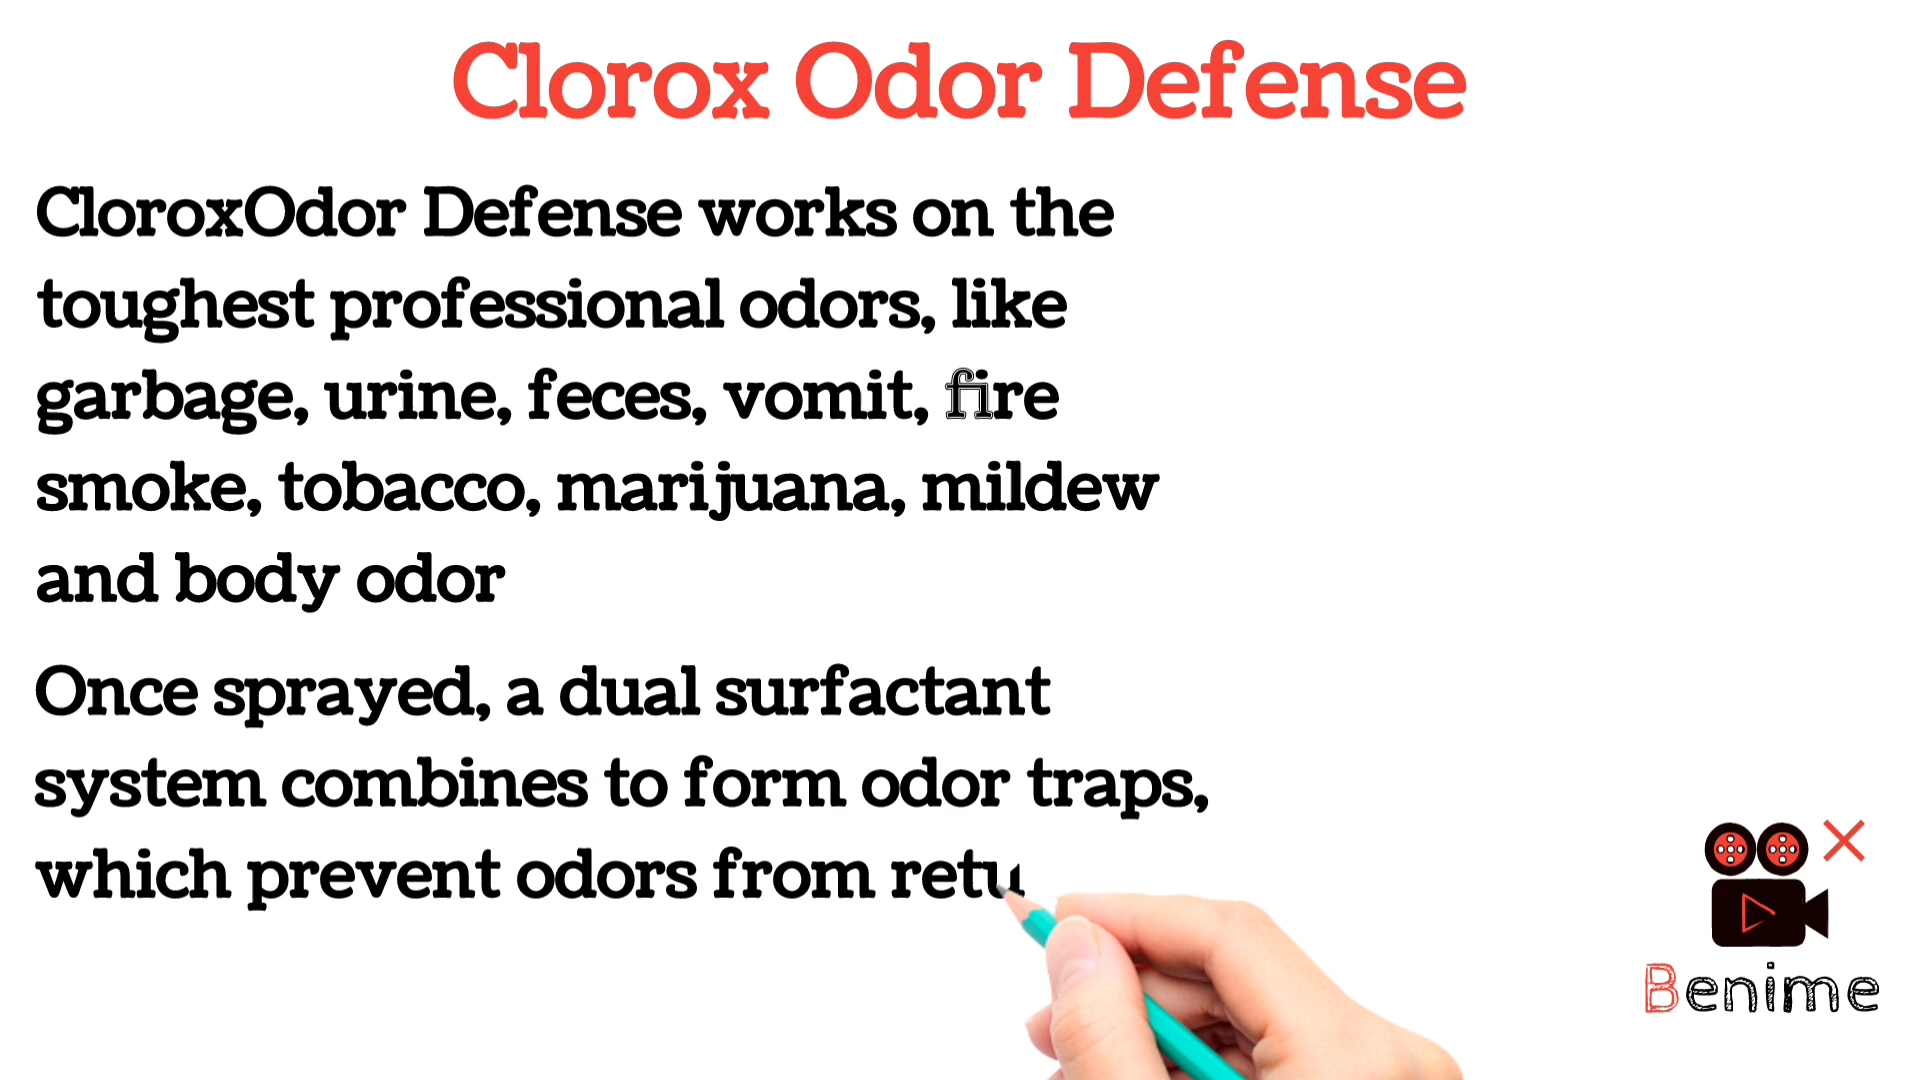 Clorox Odor Defense
CloroxOdor Defense works on the
toughest professional odors, like
garbage, urine, feces, vomit, fire
smoke, tobacco, marijuana, mildew
and body odor
Once sprayed, a dual surfactant
system combines to form odor traps,
which prevent odors from retu
Benime